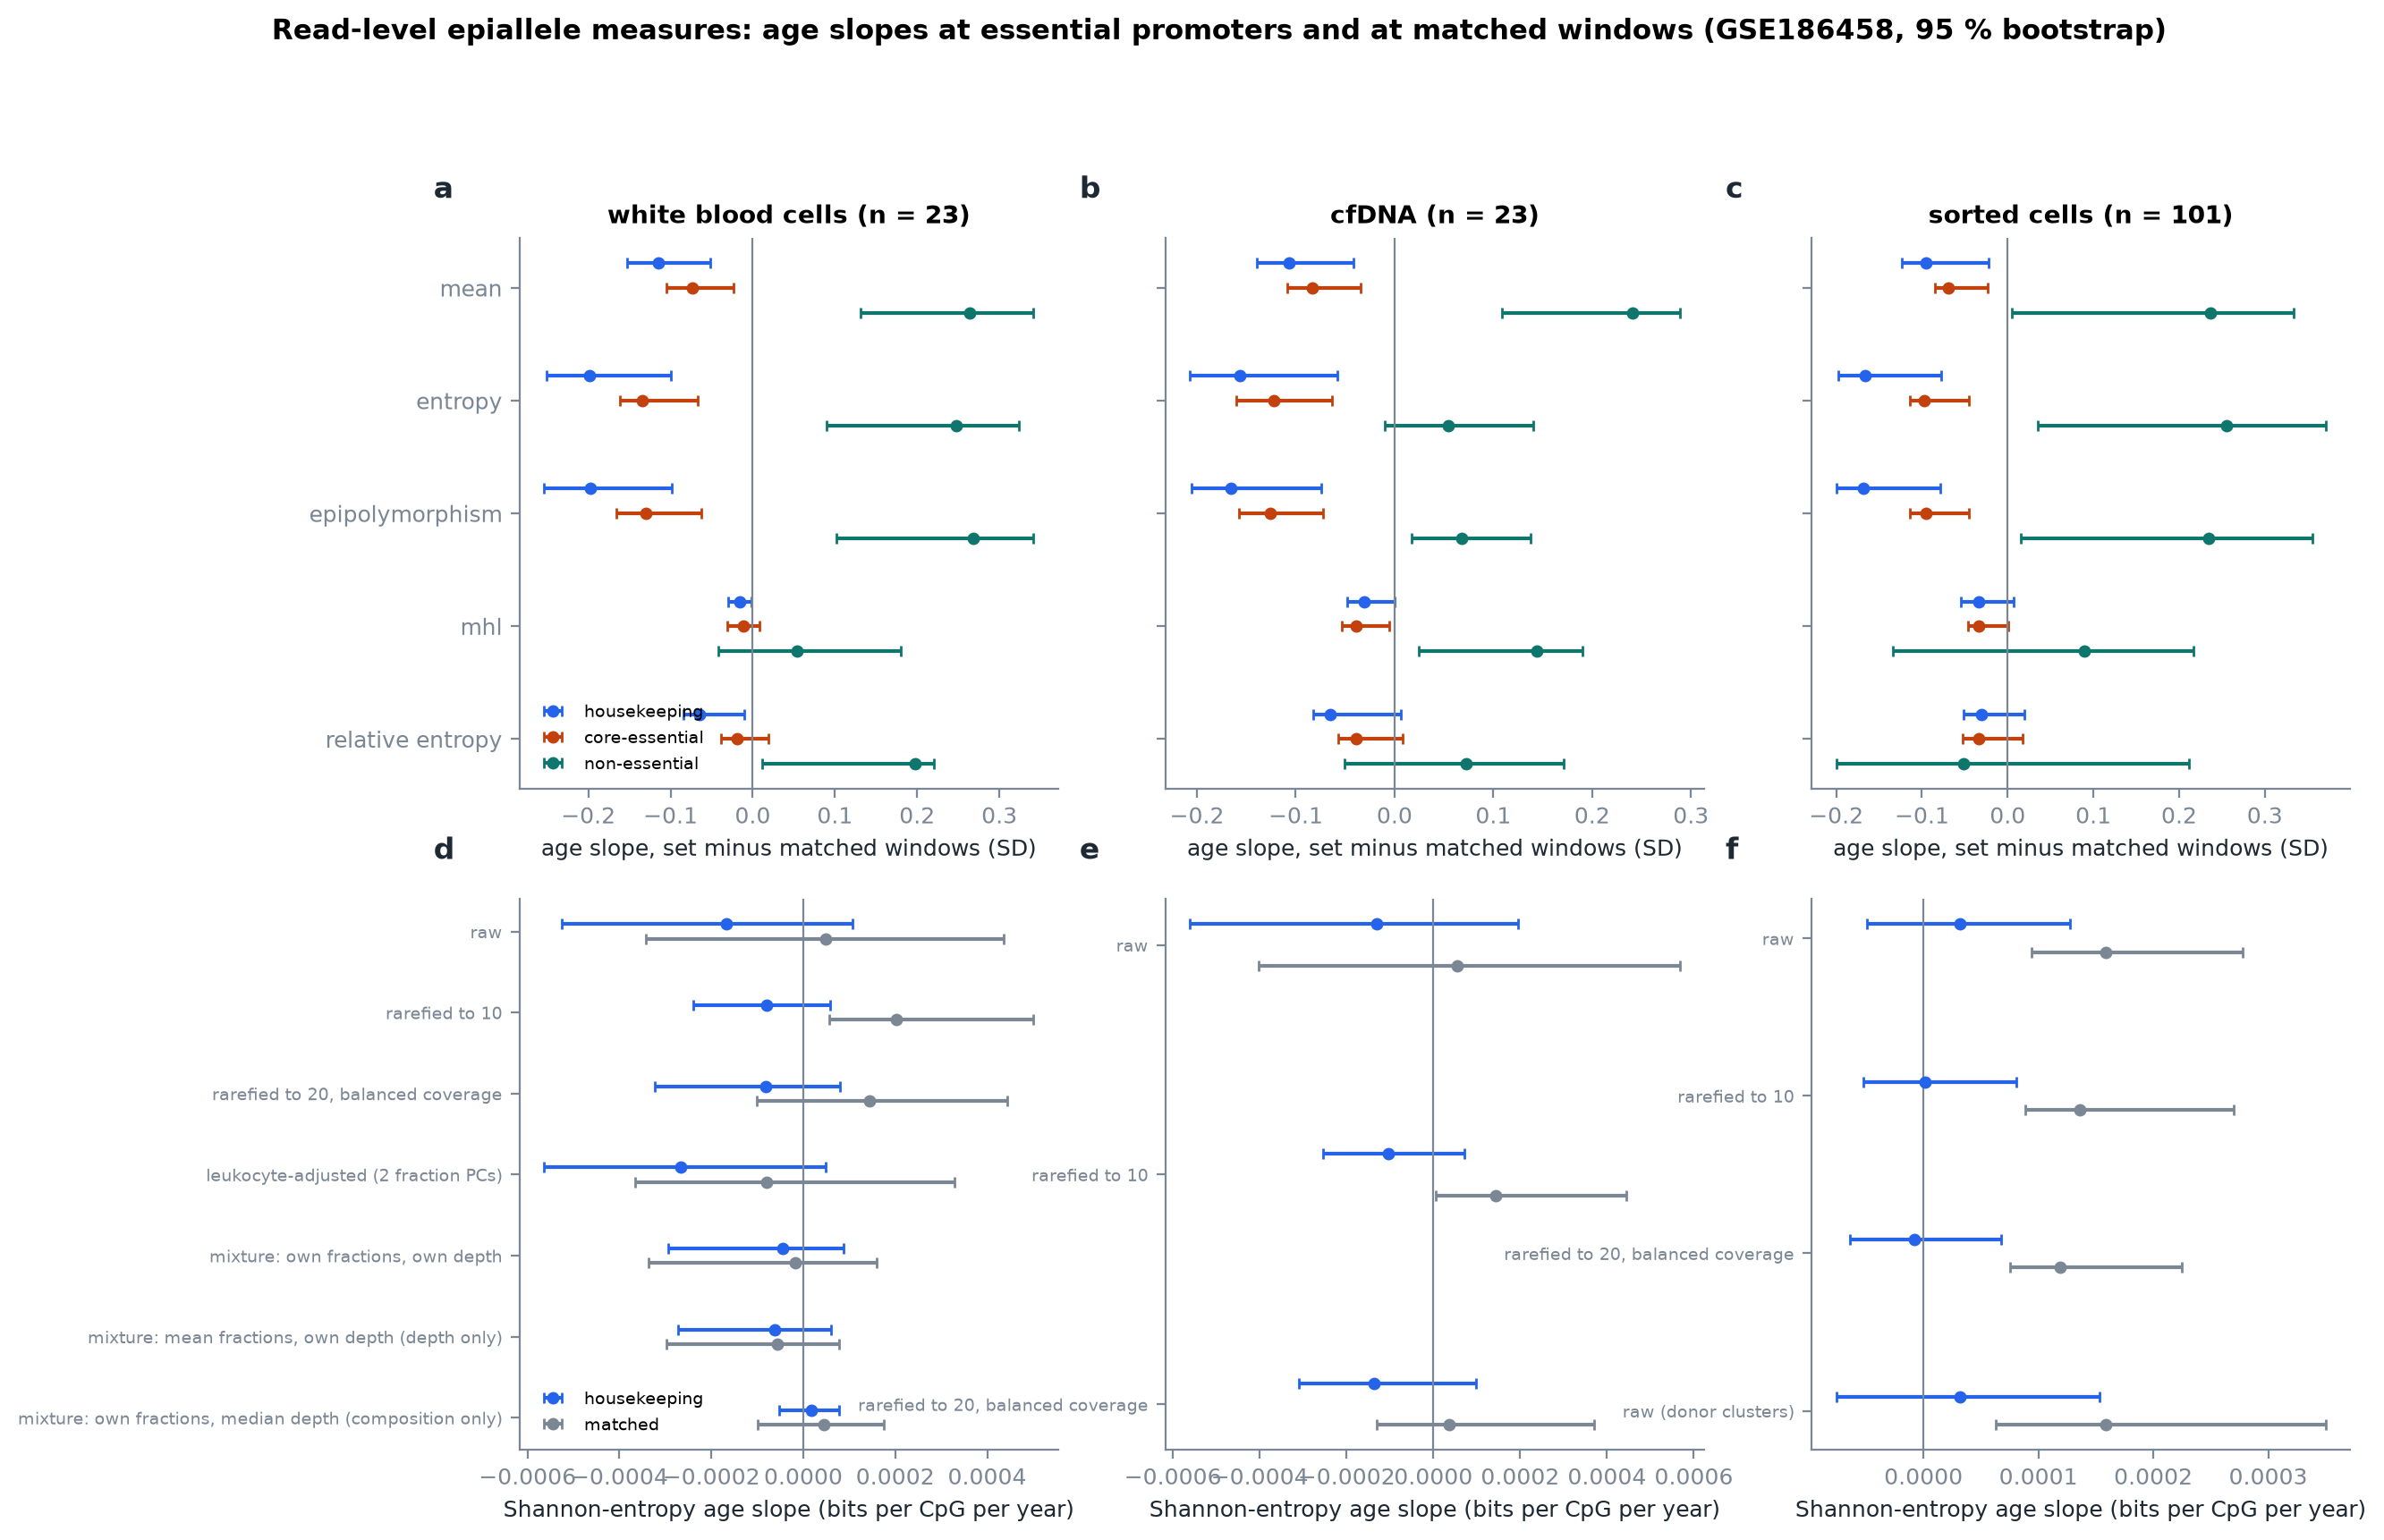 Read-level epiallele measures: age slopes at essential promoters and at matched windows (GSE186458, 95 % bootstrap)
a
white blood cells (n = 23)
mean
entropy
epipolymorphism
mhl
relative entropy
housekeeping
core-essential
non-essential
−0.2 −0.1 0.0 0.1 0.2 0.3
age slope, set minus matched windows (SD)
b
cfDNA (n = 23)
−0.2 −0.1 0.0 0.1 0.2 0.3
age slope, set minus matched windows (SD)
c
sorted cells (n = 101)
−0.2 −0.1 0.0 0.1 0.2 0.3
age slope, set minus matched windows (SD)
d
raw
rarefied to 10
rarefied to 20, balanced coverage
leukocyte-adjusted (2 fraction PCs)
mixture: own fractions, own depth
mixture: mean fractions, own depth (depth only)
mixture: own fractions, median depth (composition only)
housekeeping
matched
−0.0006 −0.0004 −0.0002 0.0000 0.0002 0.0004
Shannon-entropy age slope (bits per CpG per year)
e
raw
rarefied to 10
rarefied to 20, balanced coverage
−0.0006 −0.0004 −0.0002 0.0000 0.0002 0.0004 0.0006
Shannon-entropy age slope (bits per CpG per year)
f
raw
rarefied to 10
rarefied to 20, balanced coverage
raw (donor clusters)
0.0000 0.0001 0.0002 0.0003
Shannon-entropy age slope (bits per CpG per year)